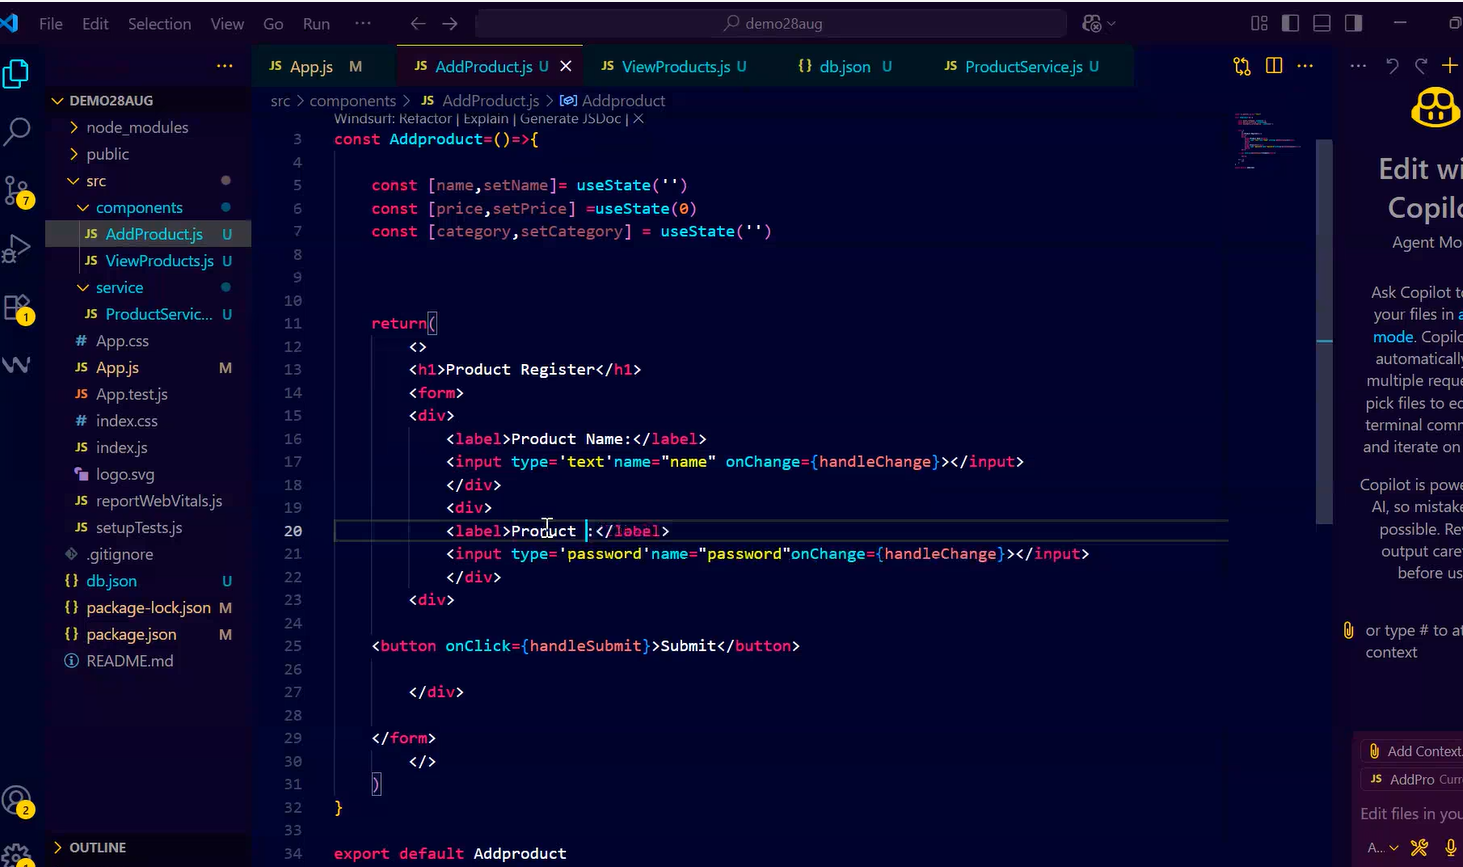 File Edit Selection View Go Run ··· demo28aug
JS App.js M JS AddProduct.js U JS ViewProducts.js U {} db.json U JS ProductService.js U
DEMO28AUG
node_modules
public
src
components
JS AddProduct.js U
JS ViewProducts.js U
service
JS ProductServic... U
# App.css
JS App.js M
JS App.test.js
# index.css
JS index.js
logo.svg
JS reportWebVitals.js
JS setupTests.js
.gitignore
{} db.json U
{} package-lock.json M
{} package.json M
README.md
OUTLINE
7
1
2
src > components > JS AddProduct.js > Addproduct
Windsurf: Refactor | Explain | Generate JSDoc | X
3 const Addproduct=()=>{
4
5 const [name,setName]= useState('')
6 const [price,setPrice] =useState(0)
7 const [category,setCategory] = useState('')
8
9
10
11 return(
12 <>
13 <h1>Product Register</h1>
14 <form>
15 <div>
16 <label>Product Name:</label>
17 <input type='text'name="name" onChange={handleChange}></input>
18 </div>
19 <div>
20 <label>Product :</label>
21 <input type='password'name="password"onChange={handleChange}></input>
22 </div>
23 <div>
24
25 <button onClick={handleSubmit}>Submit</button>
26
27 </div>
28
29 </form>
30 </>
31 )
32 }
33
34 export default Addproduct
Edit wi
Copilo
Agent Mo
Ask Copilot to
your files in a
mode. Copilo
automatically
multiple reque
pick files to ed
terminal comm
and iterate on
Copilot is powe
AI, so mistake
possible. Rev
output care
before us
or type # to at
context
Add Context.
JS AddPro Curr
Edit files in you
A...